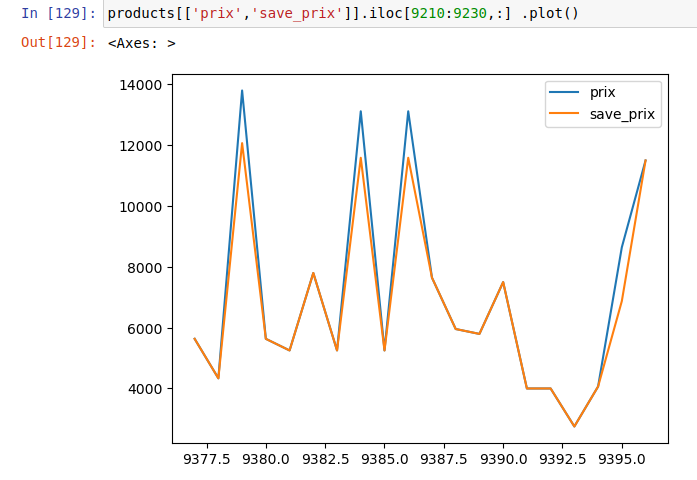 In [129]: products[['prix','save_prix']].iloc[9210:9230,:] .plot()
Out[129]: <Axes: >
prix
save_prix
14000
12000
10000
8000
6000
4000
9377.5 9380.0 9382.5 9385.0 9387.5 9390.0 9392.5 9395.0